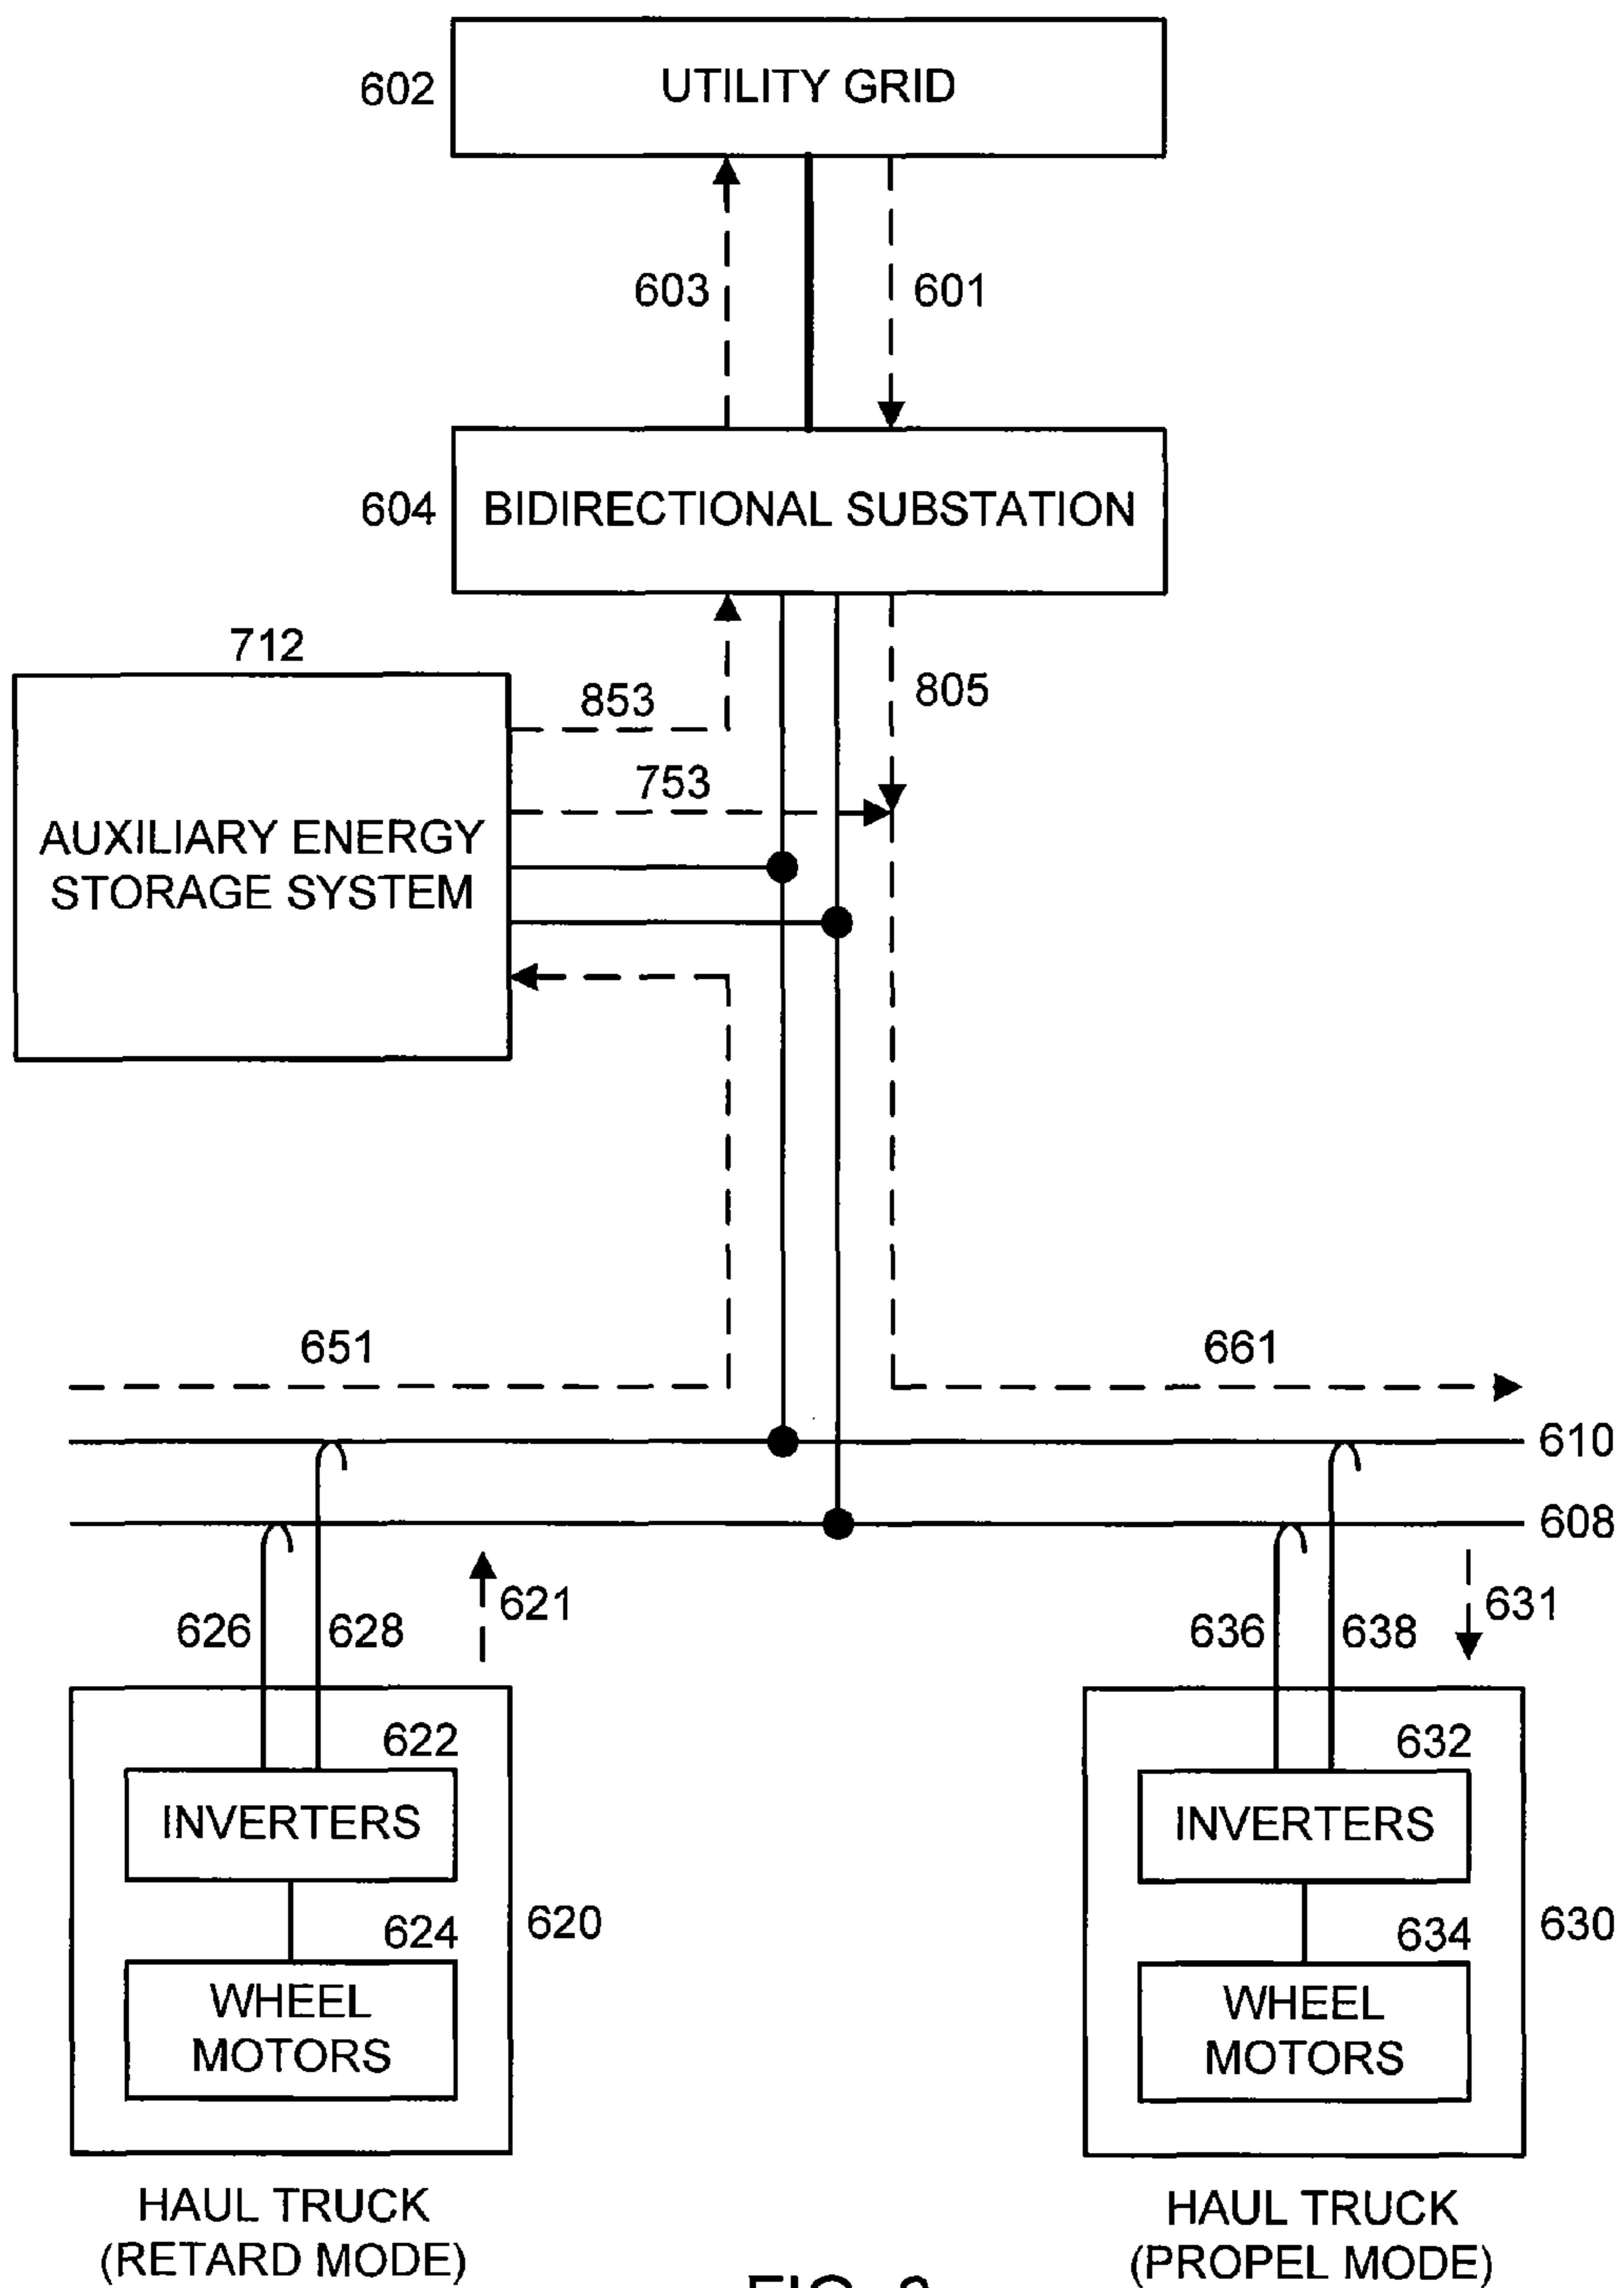 602
UTILITY GRID
603
601
604
BIDIRECTIONAL SUBSTATION
712
853
805
753
AUXILIARY ENERGY
STORAGE SYSTEM
651
661
610
608
621
631
626
628
636
638
622
632
INVERTERS
INVERTERS
620
630
624
634
WHEEL
MOTORS
WHEEL
MOTORS
HAUL TRUCK
(RETARD MODE)
HAUL TRUCK
(PROPEL MODE)